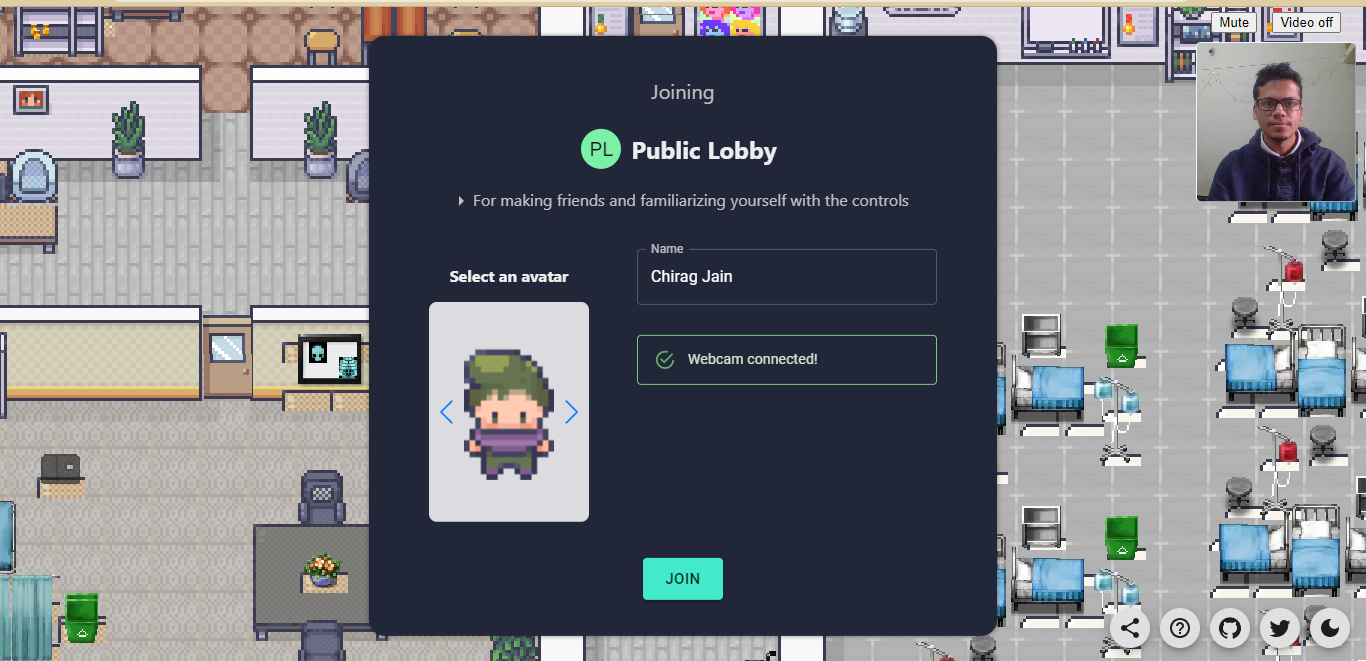 Mute
Video off
Joining
PL
Public Lobby
For making friends and familiarizing yourself with the controls
Select an avatar
Name
Chirag Jain
Webcam connected!
JOIN